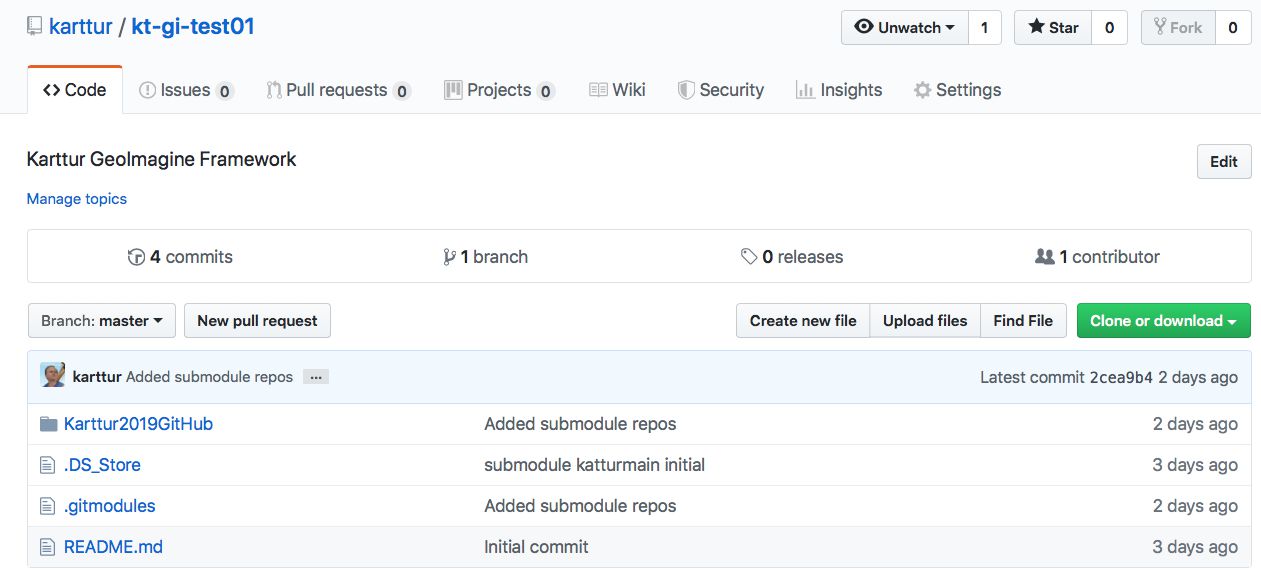 karttur / kt-gi-test01 Unwatch 1 Star 0 Fork 0
Code Issues 0 Pull requests 0 Projects 0 Wiki Security Insights Settings
Karttur GeoImagine Framework Edit
Manage topics
4 commits 1 branch 0 releases 1 contributor
Branch: master New pull request Create new file Upload files Find File Clone or download
karttur Added submodule repos ... Latest commit 2cea9b4 2 days ago
Karttur2019GitHub Added submodule repos 2 days ago
.DS_Store submodule katturmain initial 3 days ago
.gitmodules Added submodule repos 2 days ago
README.md Initial commit 3 days ago